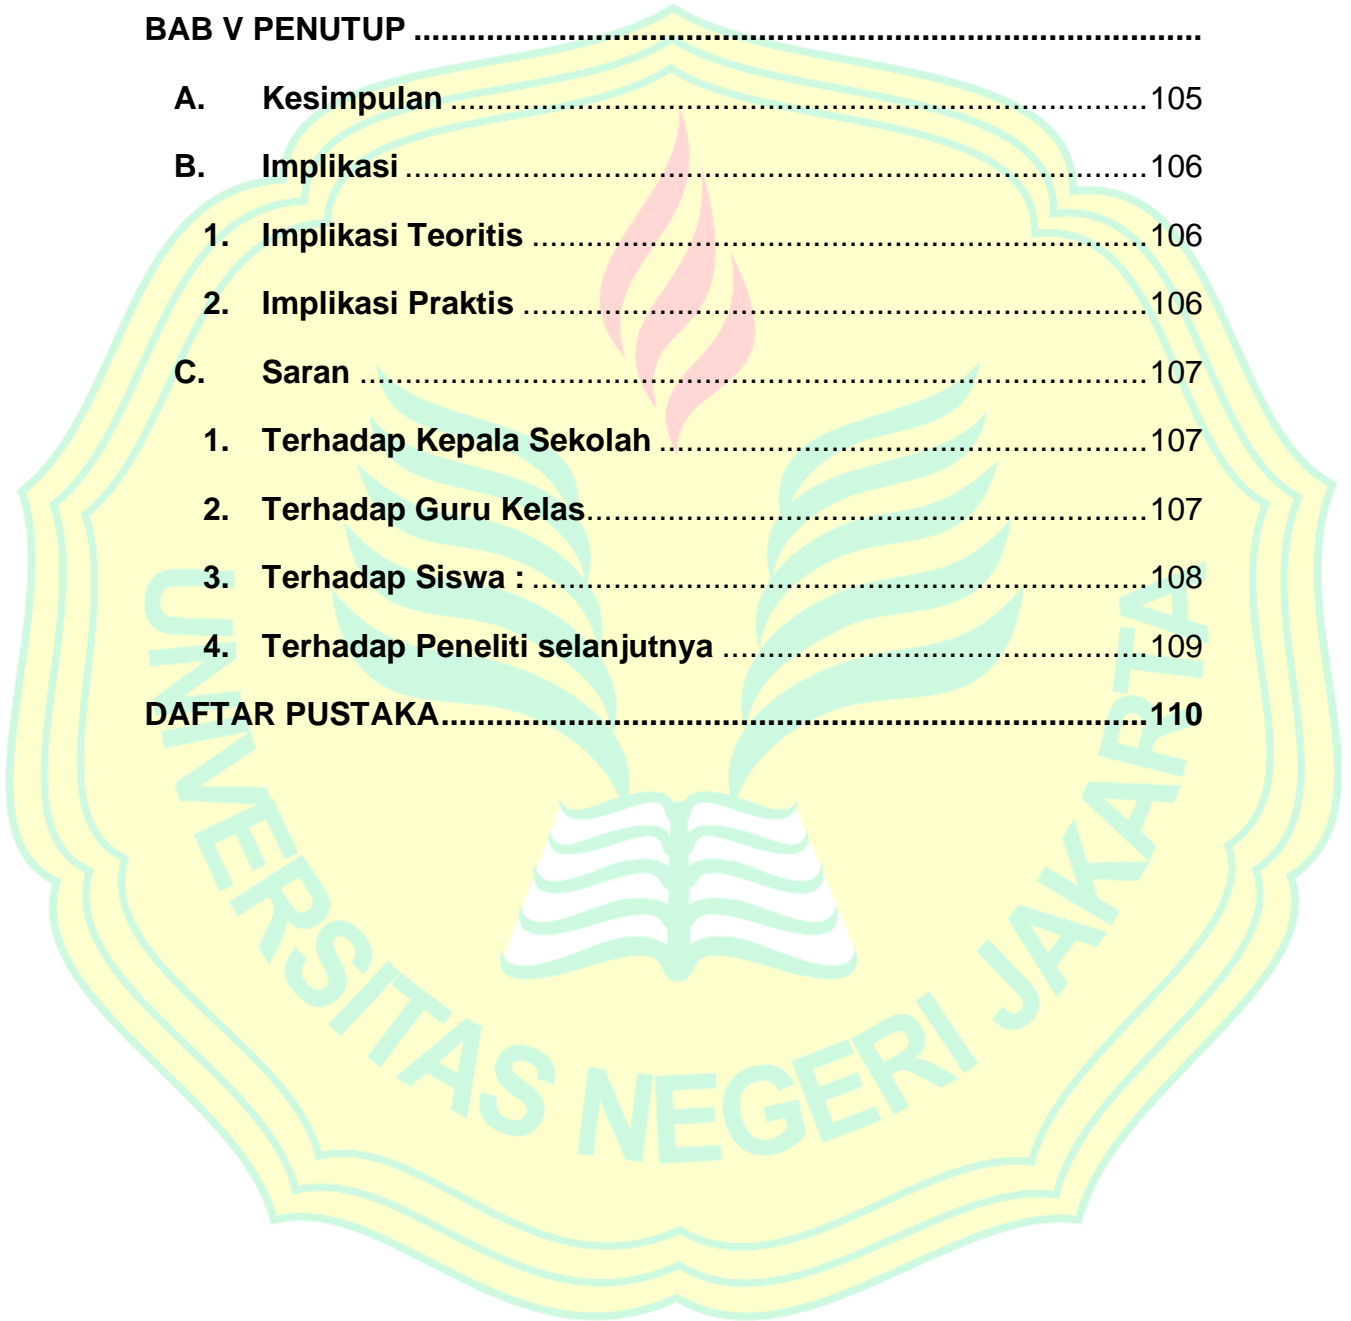 BAB V PENUTUP ........................................................................................
A. Kesimpulan ............................................................................. 105
B. Implikasi .................................................................................. 106
1. Implikasi Teoritis .................................................................... 106
2. Implikasi Praktis ..................................................................... 106
C. Saran ....................................................................................... 107
1. Terhadap Kepala Sekolah ...................................................... 107
2. Terhadap Guru Kelas.............................................................. 107
3. Terhadap Siswa : .................................................................... 108
4. Terhadap Peneliti selanjutnya ............................................... 109
DAFTAR PUSTAKA.............................................................................. 110
UNIVERSITAS NEGERI JAKARTA